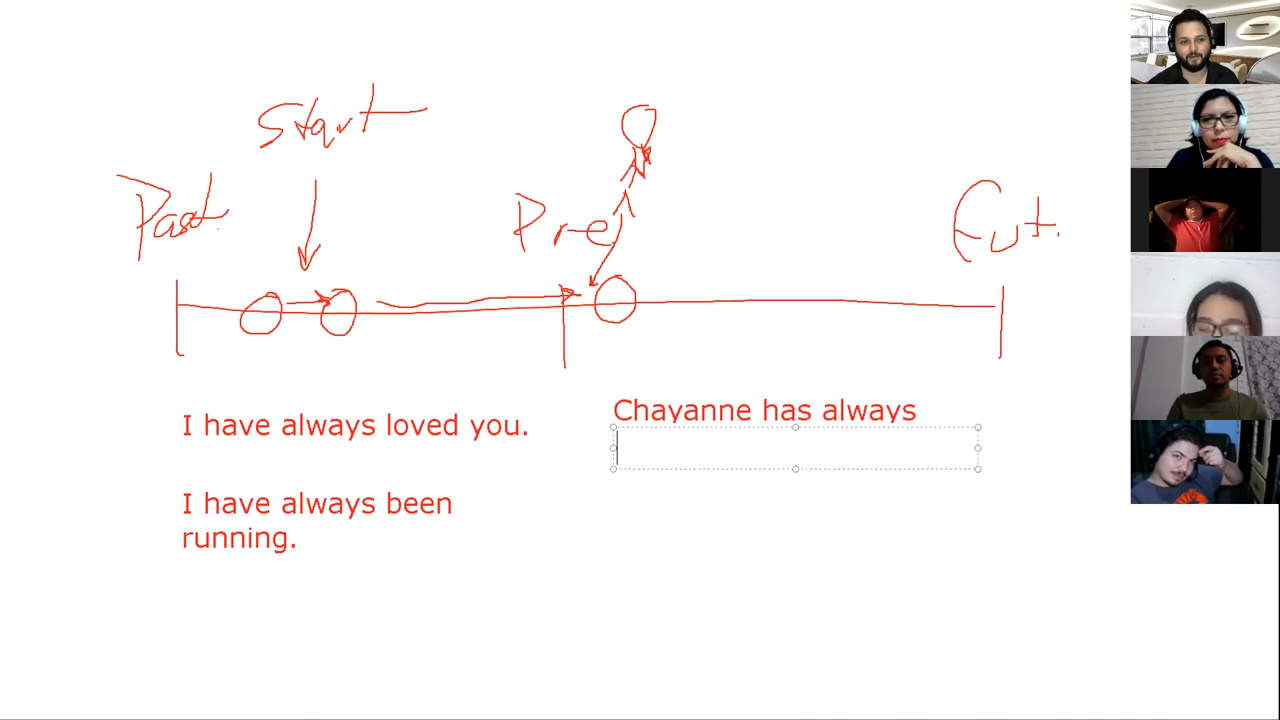 Start
Past
Pre
Fut.
I have always loved you.
Chayanne has always
I have always been
running.